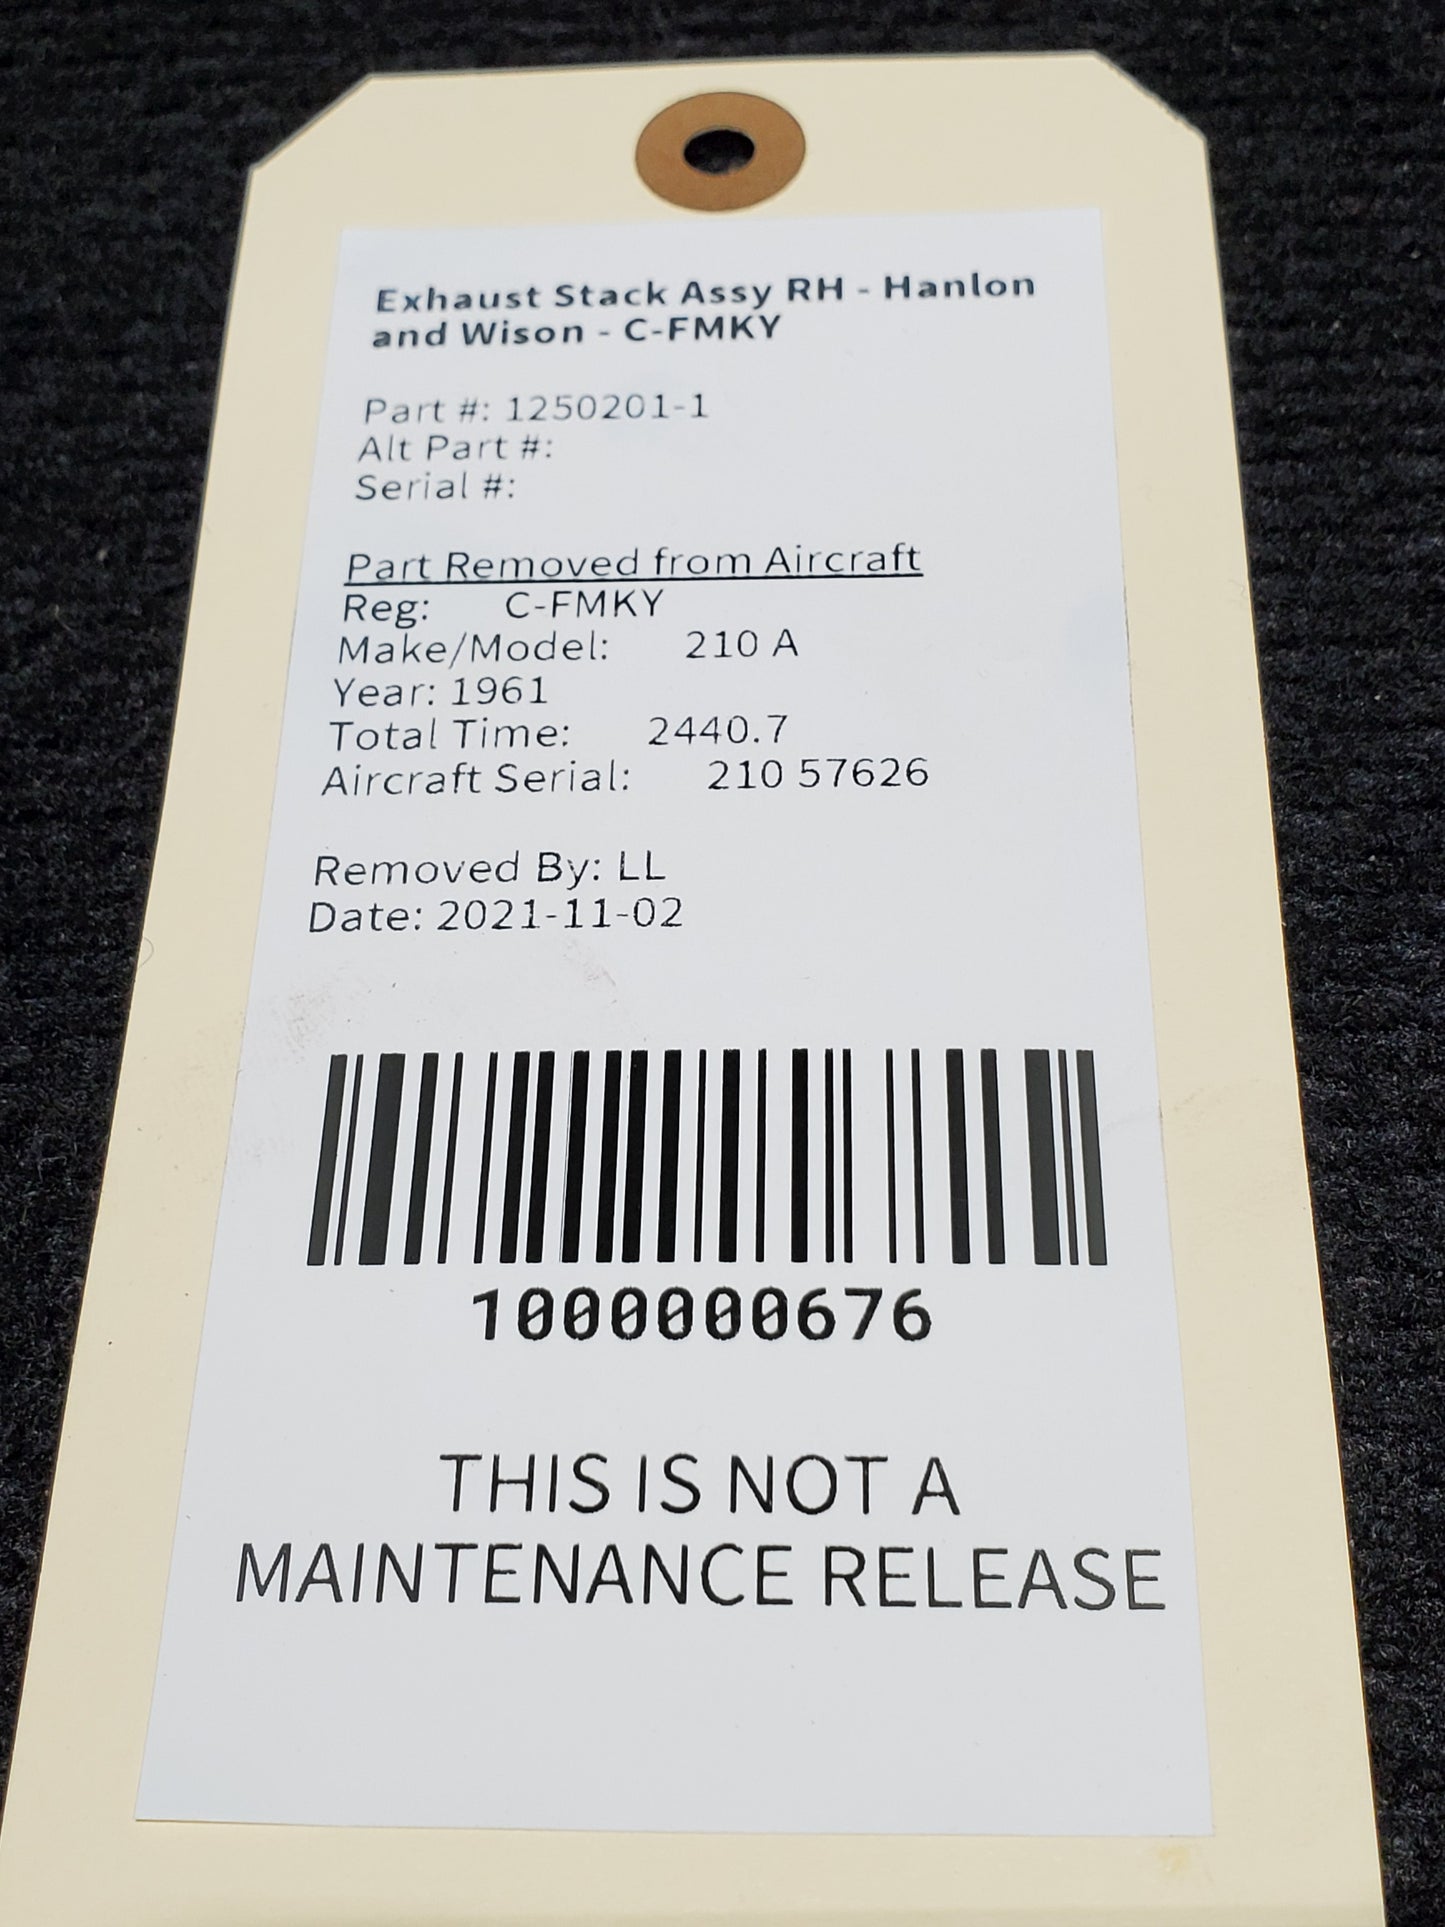 Exhaust Stack Assy RH - Hanlon
and Wison - C-FMKY
Part #: 1250201-1
Alt Part #:
Serial #:
Part Removed from Aircraft
Reg: C-FMKY
Make/Model: 210 A
Year: 1961
Total Time: 2440.7
Aircraft Serial: 210 57626
Removed By: LL
Date: 2021-11-02
1000000676
THIS IS NOT A
MAINTENANCE RELEASE